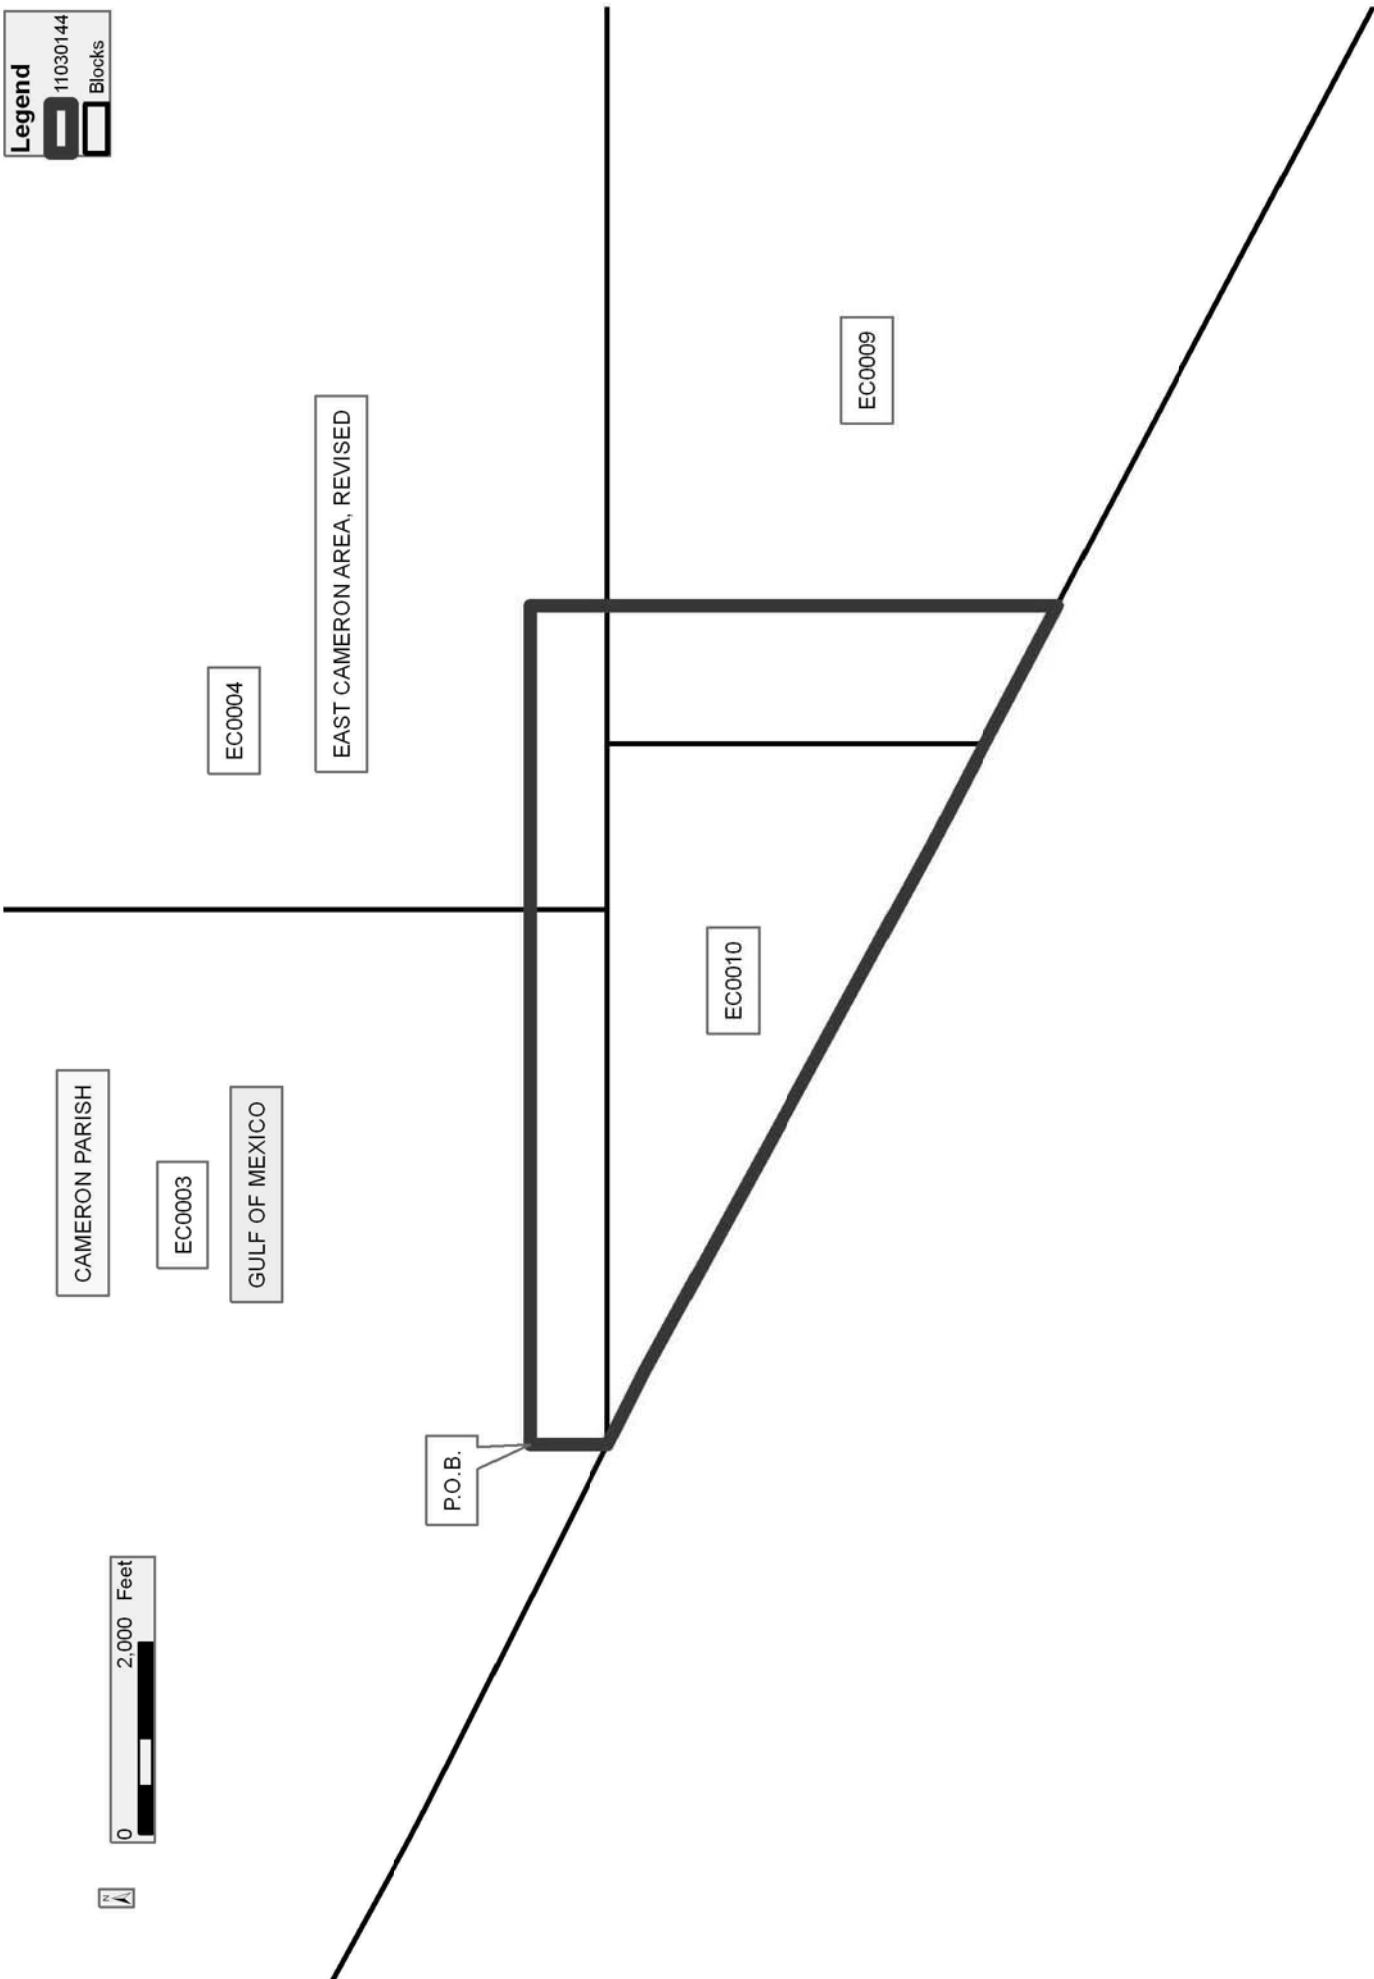 N
0 2,000 Feet
CAMERON PARISH
EC0003
GULF OF MEXICO
P.O.B.
EC0004
EAST CAMERON AREA, REVISED
EC0010
EC0009
Legend
11030144
Blocks